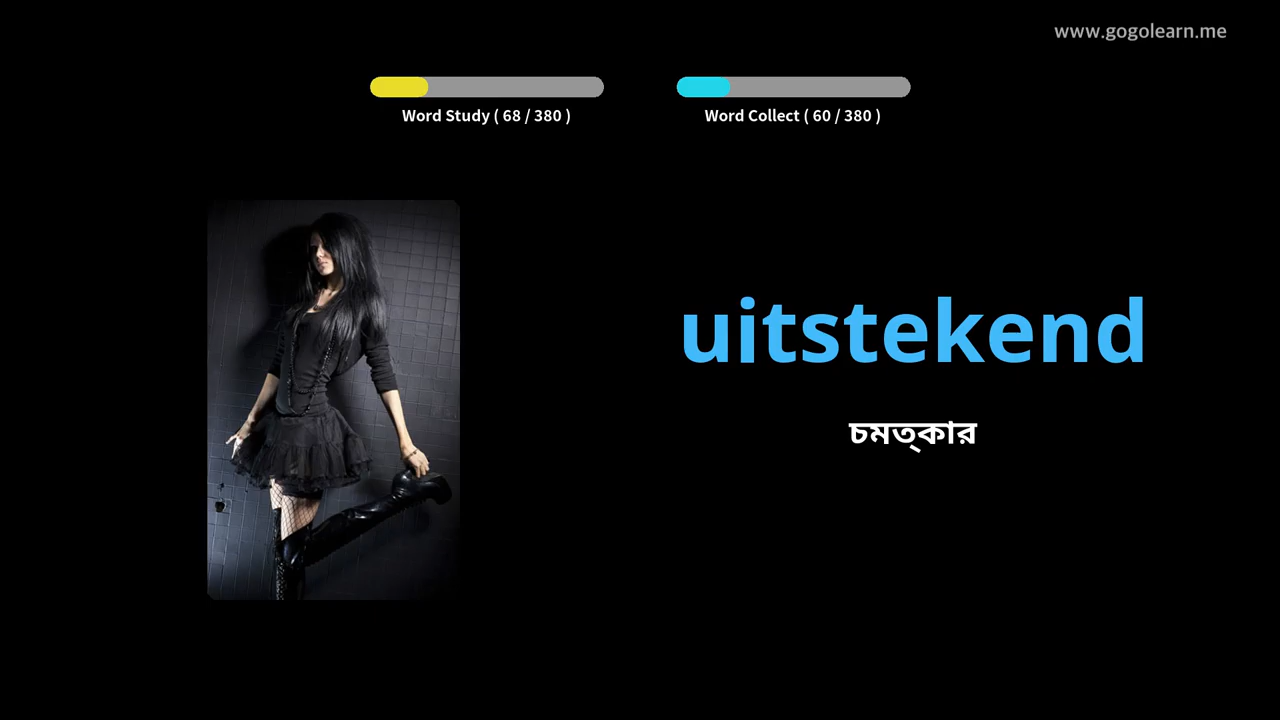 www.gogolearn.me
Word Study ( 68 / 380 )
Word Collect ( 60 / 380 )
uitstekend
চমত্কার